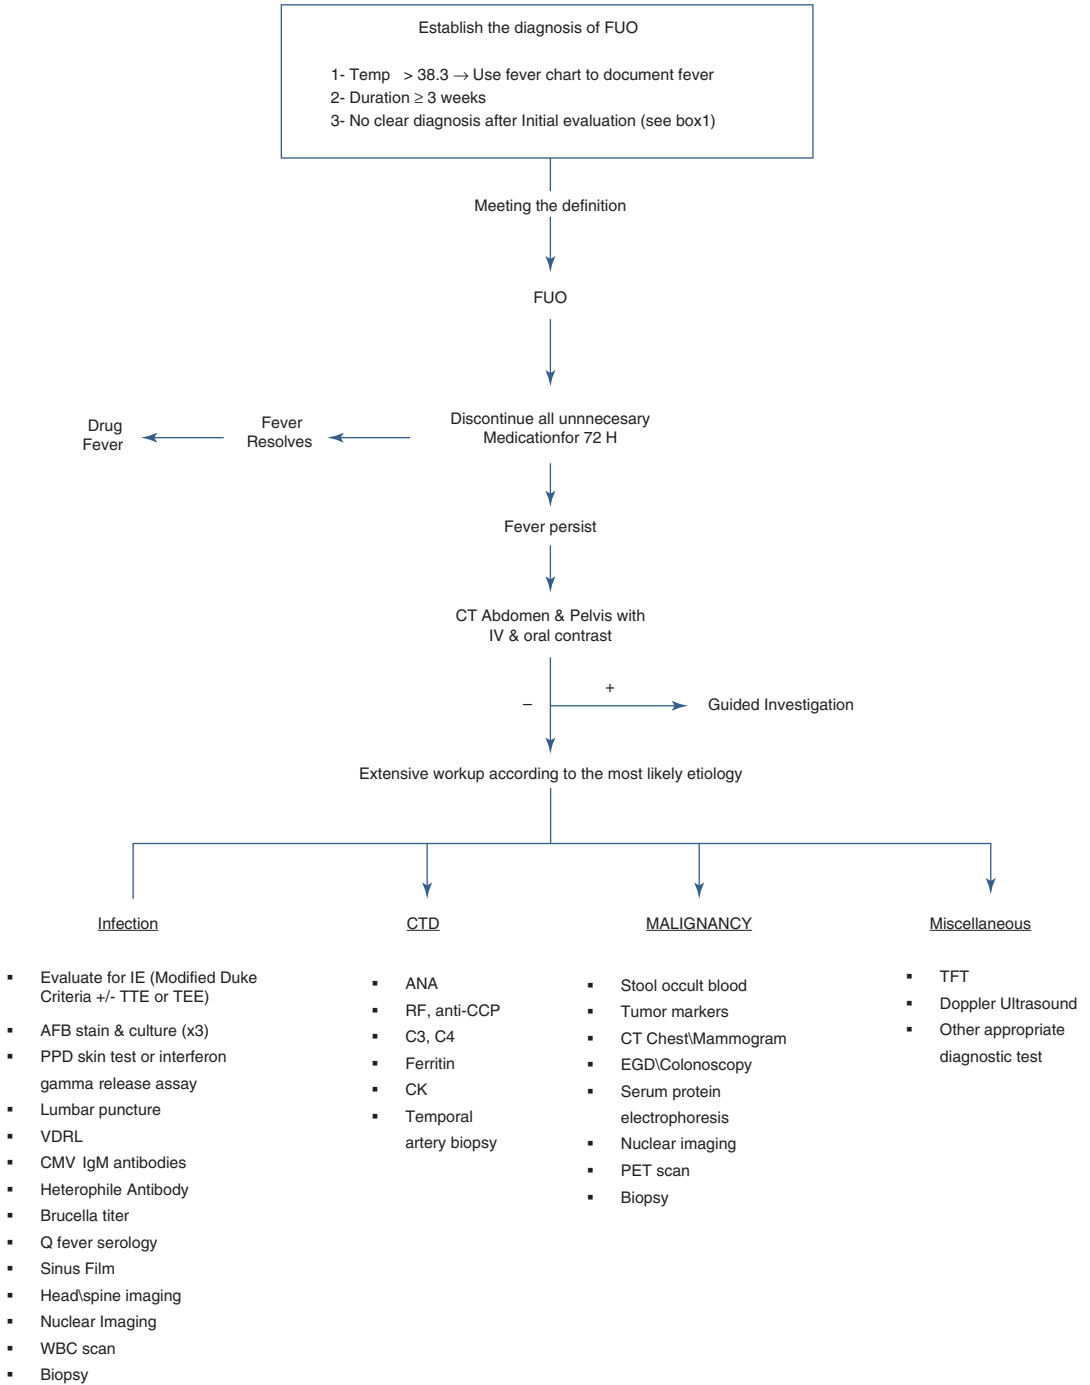 Establish the diagnosis of FUO
1- Temp > 38.3 → Use fever chart to document fever
2- Duration ≥ 3 weeks
3- No clear diagnosis after Initial evaluation (see box1)
Meeting the definition
FUO
Discontinue all unnnecesary
Medicationfor 72 H
Fever
Resolves
Drug
Fever
Fever persist
CT Abdomen & Pelvis with
IV & oral contrast
+
–
Guided Investigation
Extensive workup according to the most likely etiology
Infection
▪ Evaluate for IE (Modified Duke
Criteria +/- TTE or TEE)
▪ AFB stain & culture (x3)
▪ PPD skin test or interferon
gamma release assay
▪ Lumbar puncture
▪ VDRL
▪ CMV IgM antibodies
▪ Heterophile Antibody
▪ Brucella titer
▪ Q fever serology
▪ Sinus Film
▪ Head\spine imaging
▪ Nuclear Imaging
▪ WBC scan
▪ Biopsy
CTD
▪ ANA
▪ RF, anti-CCP
▪ C3, C4
▪ Ferritin
▪ CK
▪ Temporal
artery biopsy
MALIGNANCY
▪ Stool occult blood
▪ Tumor markers
▪ CT Chest\Mammogram
▪ EGD\Colonoscopy
▪ Serum protein
electrophoresis
▪ Nuclear imaging
▪ PET scan
▪ Biopsy
Miscellaneous
▪ TFT
▪ Doppler Ultrasound
▪ Other appropriate
diagnostic test